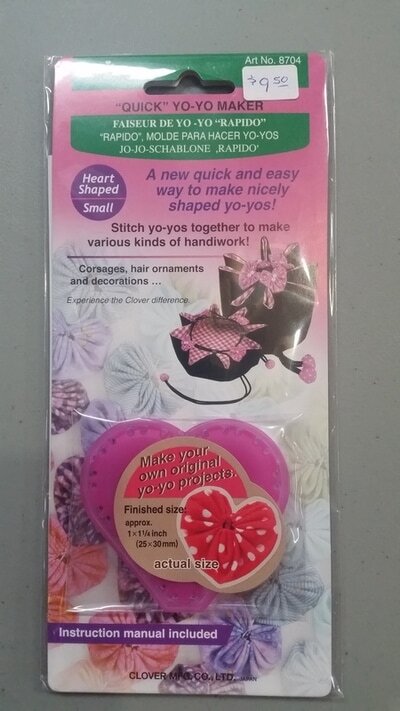 Art No. 8704
$9.50
"QUICK" YO-YO MAKER
FAISEUR DE YO-YO "RAPIDO"
"RAPIDO", MOLDE PARA HACER YO-YOS
JO-JO-SCHABLONE ,RAPIDO'
Heart
Shaped
Small
A new quick and easy
way to make nicely
shaped yo-yos!
Stitch yo-yos together to make
various kinds of handiwork!
Corsages, hair ornaments
and decorations ...
Experience the Clover difference.
Make your
own original
yo-yo projects.
Finished size:
approx.
1×1 1/4 inch
(25×30mm)
actual size
Instruction manual included
CLOVER MFG. CO., LTD. JAPAN